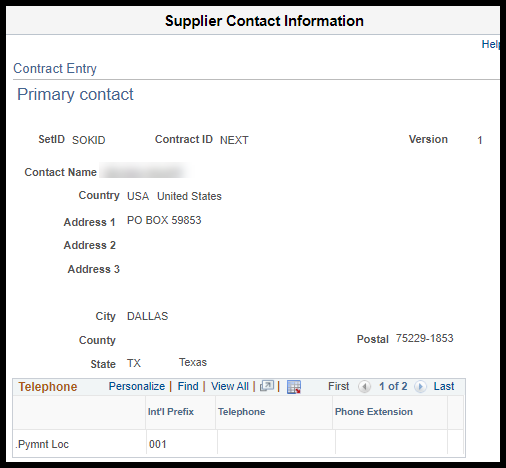 Supplier Contact Information
Help
Contract Entry
Primary contact
SetID SOKID Contract ID NEXT Version 1
Contact Name
Country USA United States
Address 1 PO BOX 59853
Address 2
Address 3
City DALLAS
County Postal 75229-1853
State TX Texas
Telephone Personalize | Find | View All | | First 1 of 2 Last
Int'l Prefix Telephone Phone Extension
.Pymnt Loc 001